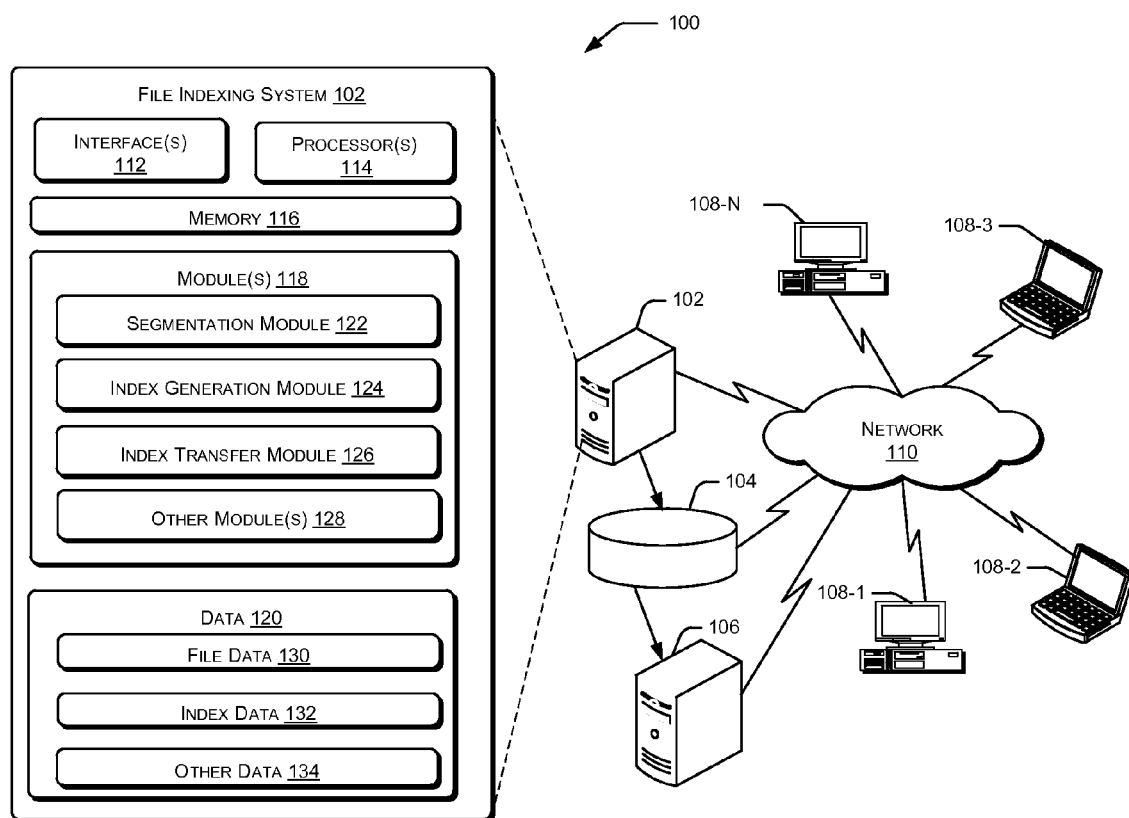 100
FILE INDEXING SYSTEM 102
INTERFACE(S)
112
PROCESSOR(S)
114
MEMORY 116
MODULE(S) 118
SEGMENTATION MODULE 122
INDEX GENERATION MODULE 124
INDEX TRANSFER MODULE 126
OTHER MODULE(S) 128
DATA 120
FILE DATA 130
INDEX DATA 132
OTHER DATA 134
108-N
108-3
102
NETWORK
110
104
108-2
108-1
106